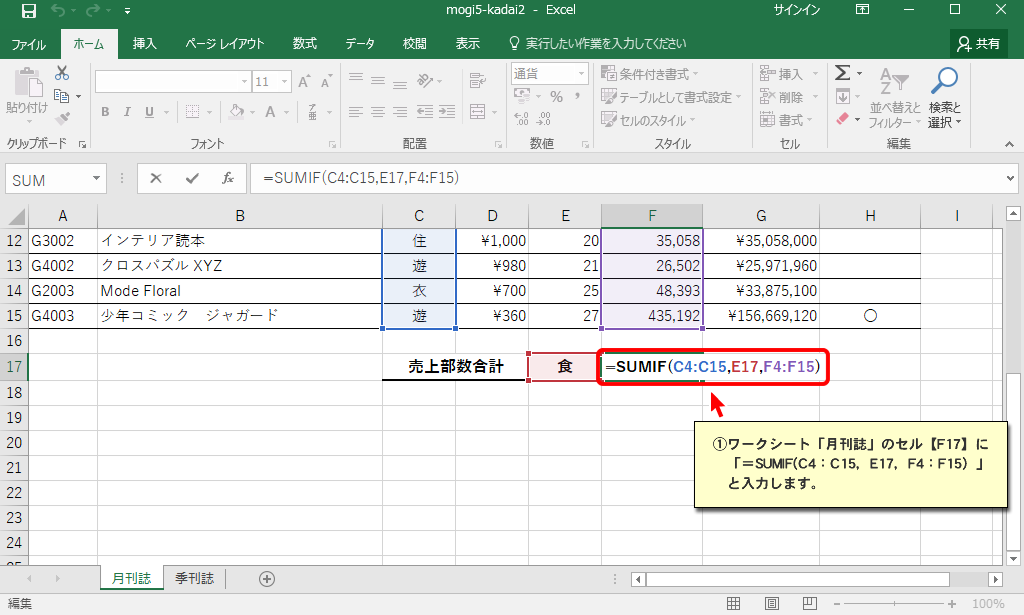 mogi5-kadai2 - Excel サインイン
ファイル ホーム 挿入 ページ レイアウト 数式 データ 校閲 表示 実行したい作業を入力してください 共有
貼り付け 11 通貨 条件付き書式 挿入
B I U A % , テーブルとして書式設定 削除 並べ替えと 検索と
セルのスタイル 書式 フィルター 選択
クリップボード フォント 配置 数値 スタイル セル 編集
SUM =SUMIF(C4:C15,E17,F4:F15)
A B C D E F G H I
12 G3002 インテリア読本 住 ¥1,000 20 35,058 ¥35,058,000
13 G4002 クロスパズル XYZ 遊 ¥980 21 26,502 ¥25,971,960
14 G2003 Mode Floral 衣 ¥700 25 48,393 ¥33,875,100
15 G4003 少年コミック　ジャガード 遊 ¥360 27 435,192 ¥156,669,120 〇
16
17 売上部数合計 食 =SUMIF(C4:C15,E17,F4:F15)
18
19
20
21
22
23
24
①ワークシート「月刊誌」のセル【F17】に
「＝SUMIF(C4：C15，E17，F4：F15）」
と入力します。
月刊誌 季刊誌
編集 100%